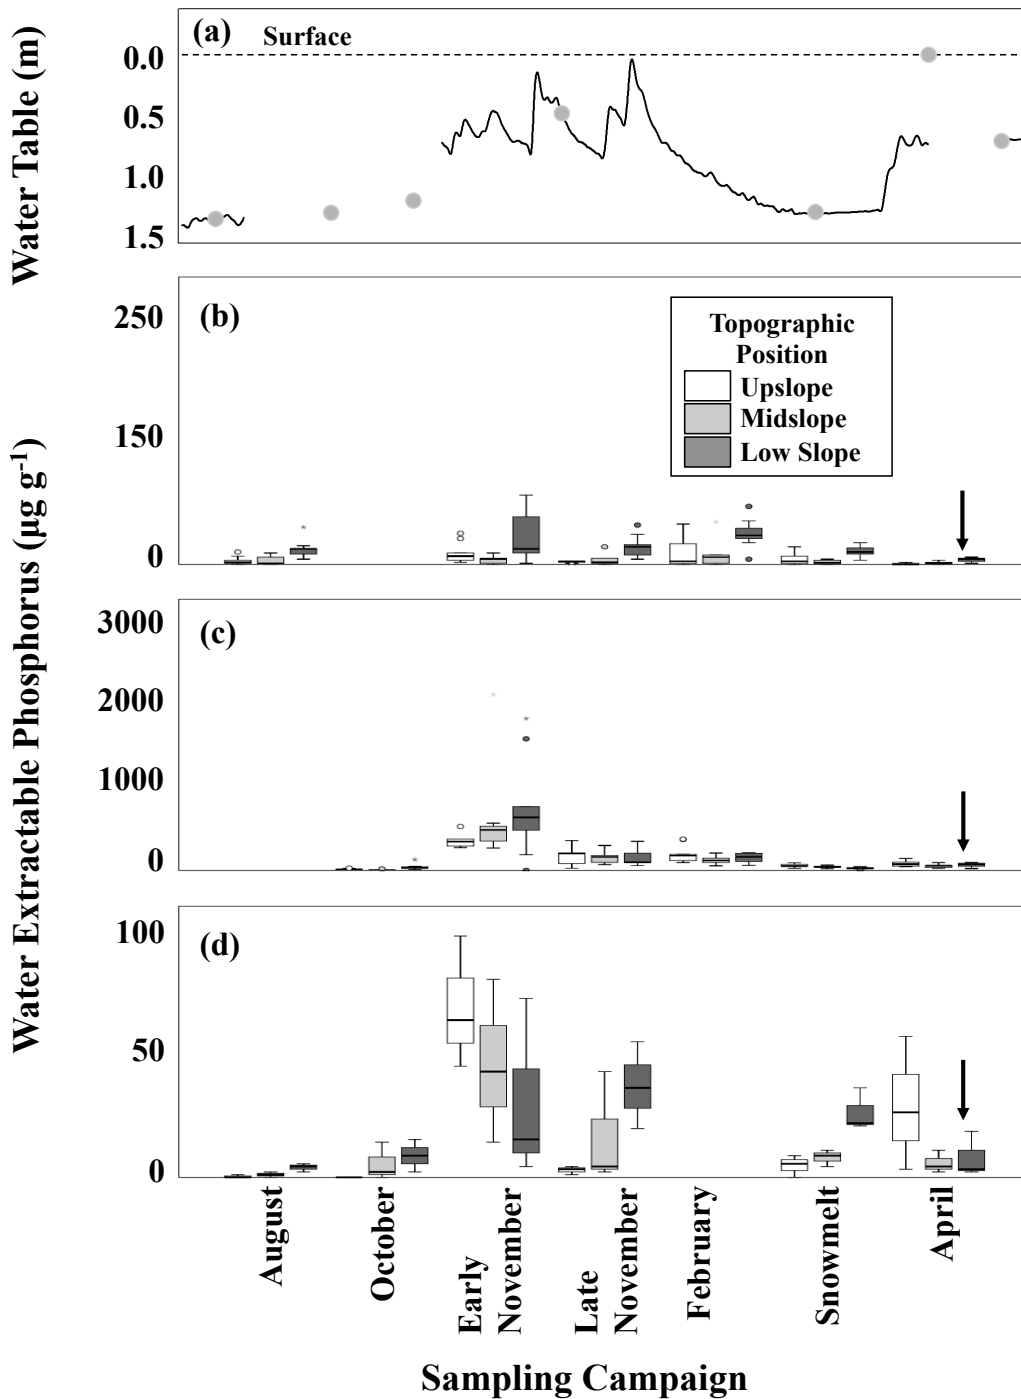 (a) Surface
0.0
0.5
1.0
1.5
Water Table (m)
(b)
250
150
0
Topographic
Position
Upslope
Midslope
Low Slope
(c)
3000
2000
1000
0
(d)
100
50
0
Water Extractable Phosphorus (µg g-1)
August
October
Early
November
Late
November
February
Snowmelt
April
Sampling Campaign